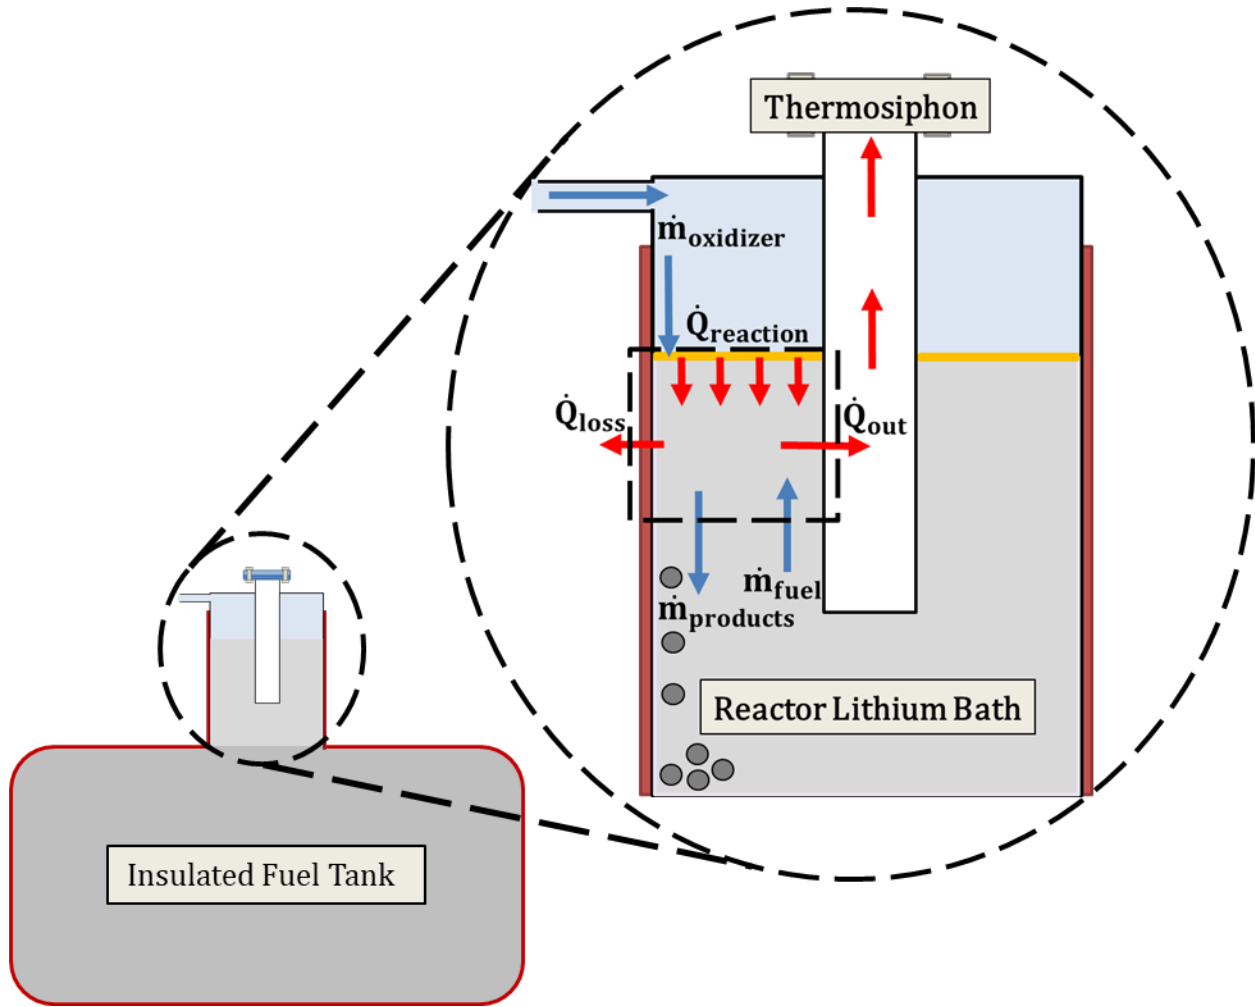 Thermosiphon
ṁoxidizer
Q̇reaction
Q̇loss
Q̇out
ṁfuel
ṁproducts
Reactor Lithium Bath
Insulated Fuel Tank